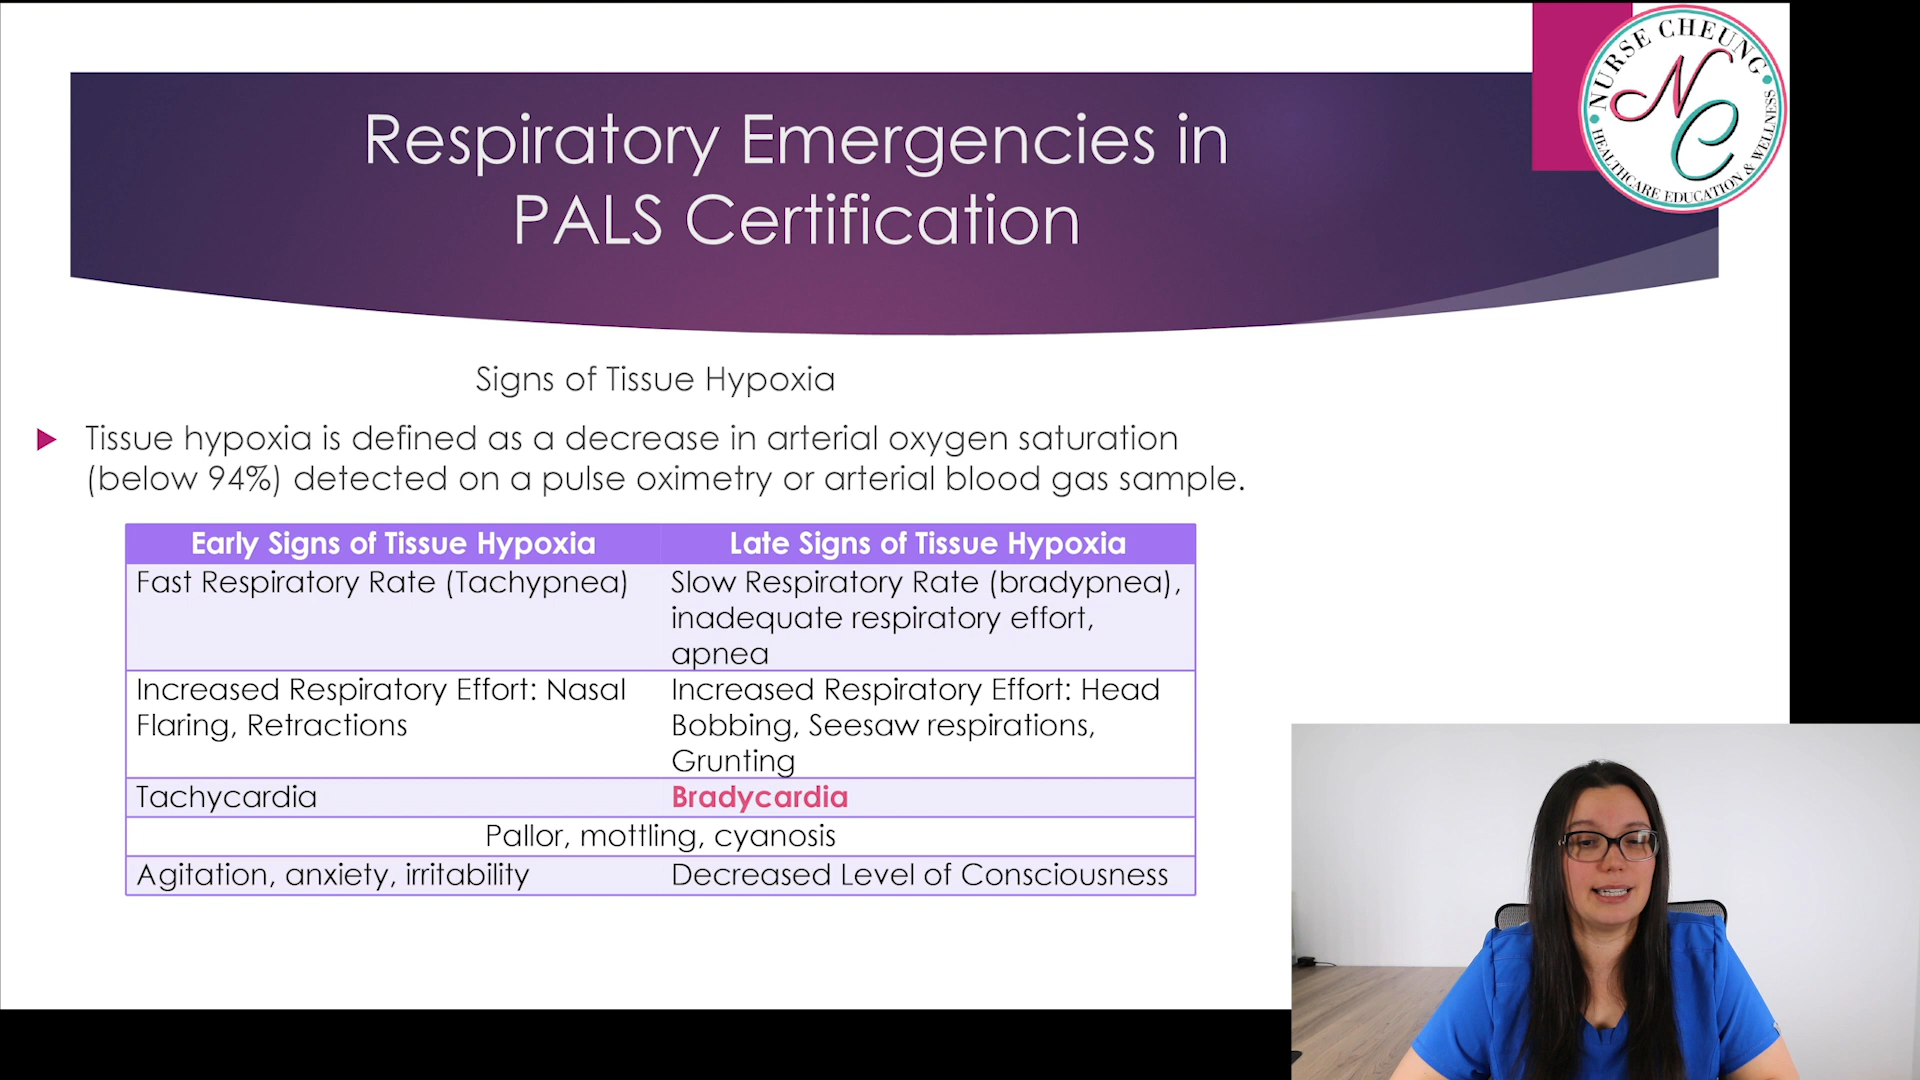 NURSE CHEUNG
NC
HEALTHCARE EDUCATION & WELLNESS
Respiratory Emergencies in
PALS Certification
Signs of Tissue Hypoxia
Tissue hypoxia is defined as a decrease in arterial oxygen saturation
(below 94%) detected on a pulse oximetry or arterial blood gas sample.
Early Signs of Tissue Hypoxia
Late Signs of Tissue Hypoxia
Fast Respiratory Rate (Tachypnea)
Slow Respiratory Rate (bradypnea),
inadequate respiratory effort,
apnea
Increased Respiratory Effort: Nasal
Flaring, Retractions
Increased Respiratory Effort: Head
Bobbing, Seesaw respirations,
Grunting
Tachycardia
Bradycardia
Pallor, mottling, cyanosis
Agitation, anxiety, irritability
Decreased Level of Consciousness